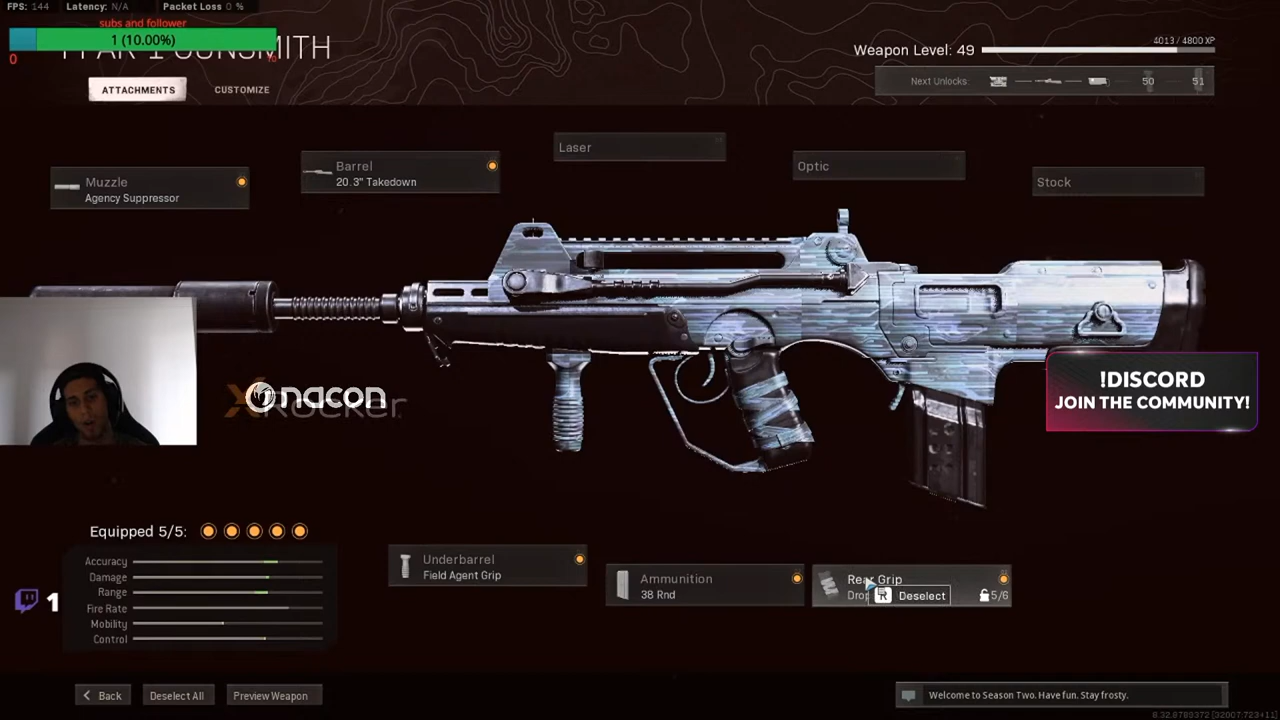 FPS: 144 Latency: N/A Packet Loss 0 %
subs and follower
1 (10.00%)
0
GUNSMITH
Weapon Level: 49
4013 / 4800 XP
ATTACHMENTS CUSTOMIZE
Next Unlocks: 50 51
Laser
Barrel
20.3" Takedown
Optic
Muzzle
Agency Suppressor
Stock
nacon
Rocker
!DISCORD
JOIN THE COMMUNITY!
Equipped 5/5:
Accuracy
Damage
Range
Fire Rate
Mobility
Control
1
Underbarrel
Field Agent Grip
Ammunition
38 Rnd
Rear Grip
Drop
R Deselect
5/6
Back Deselect All Preview Weapon
Welcome to Season Two. Have fun. Stay frosty.